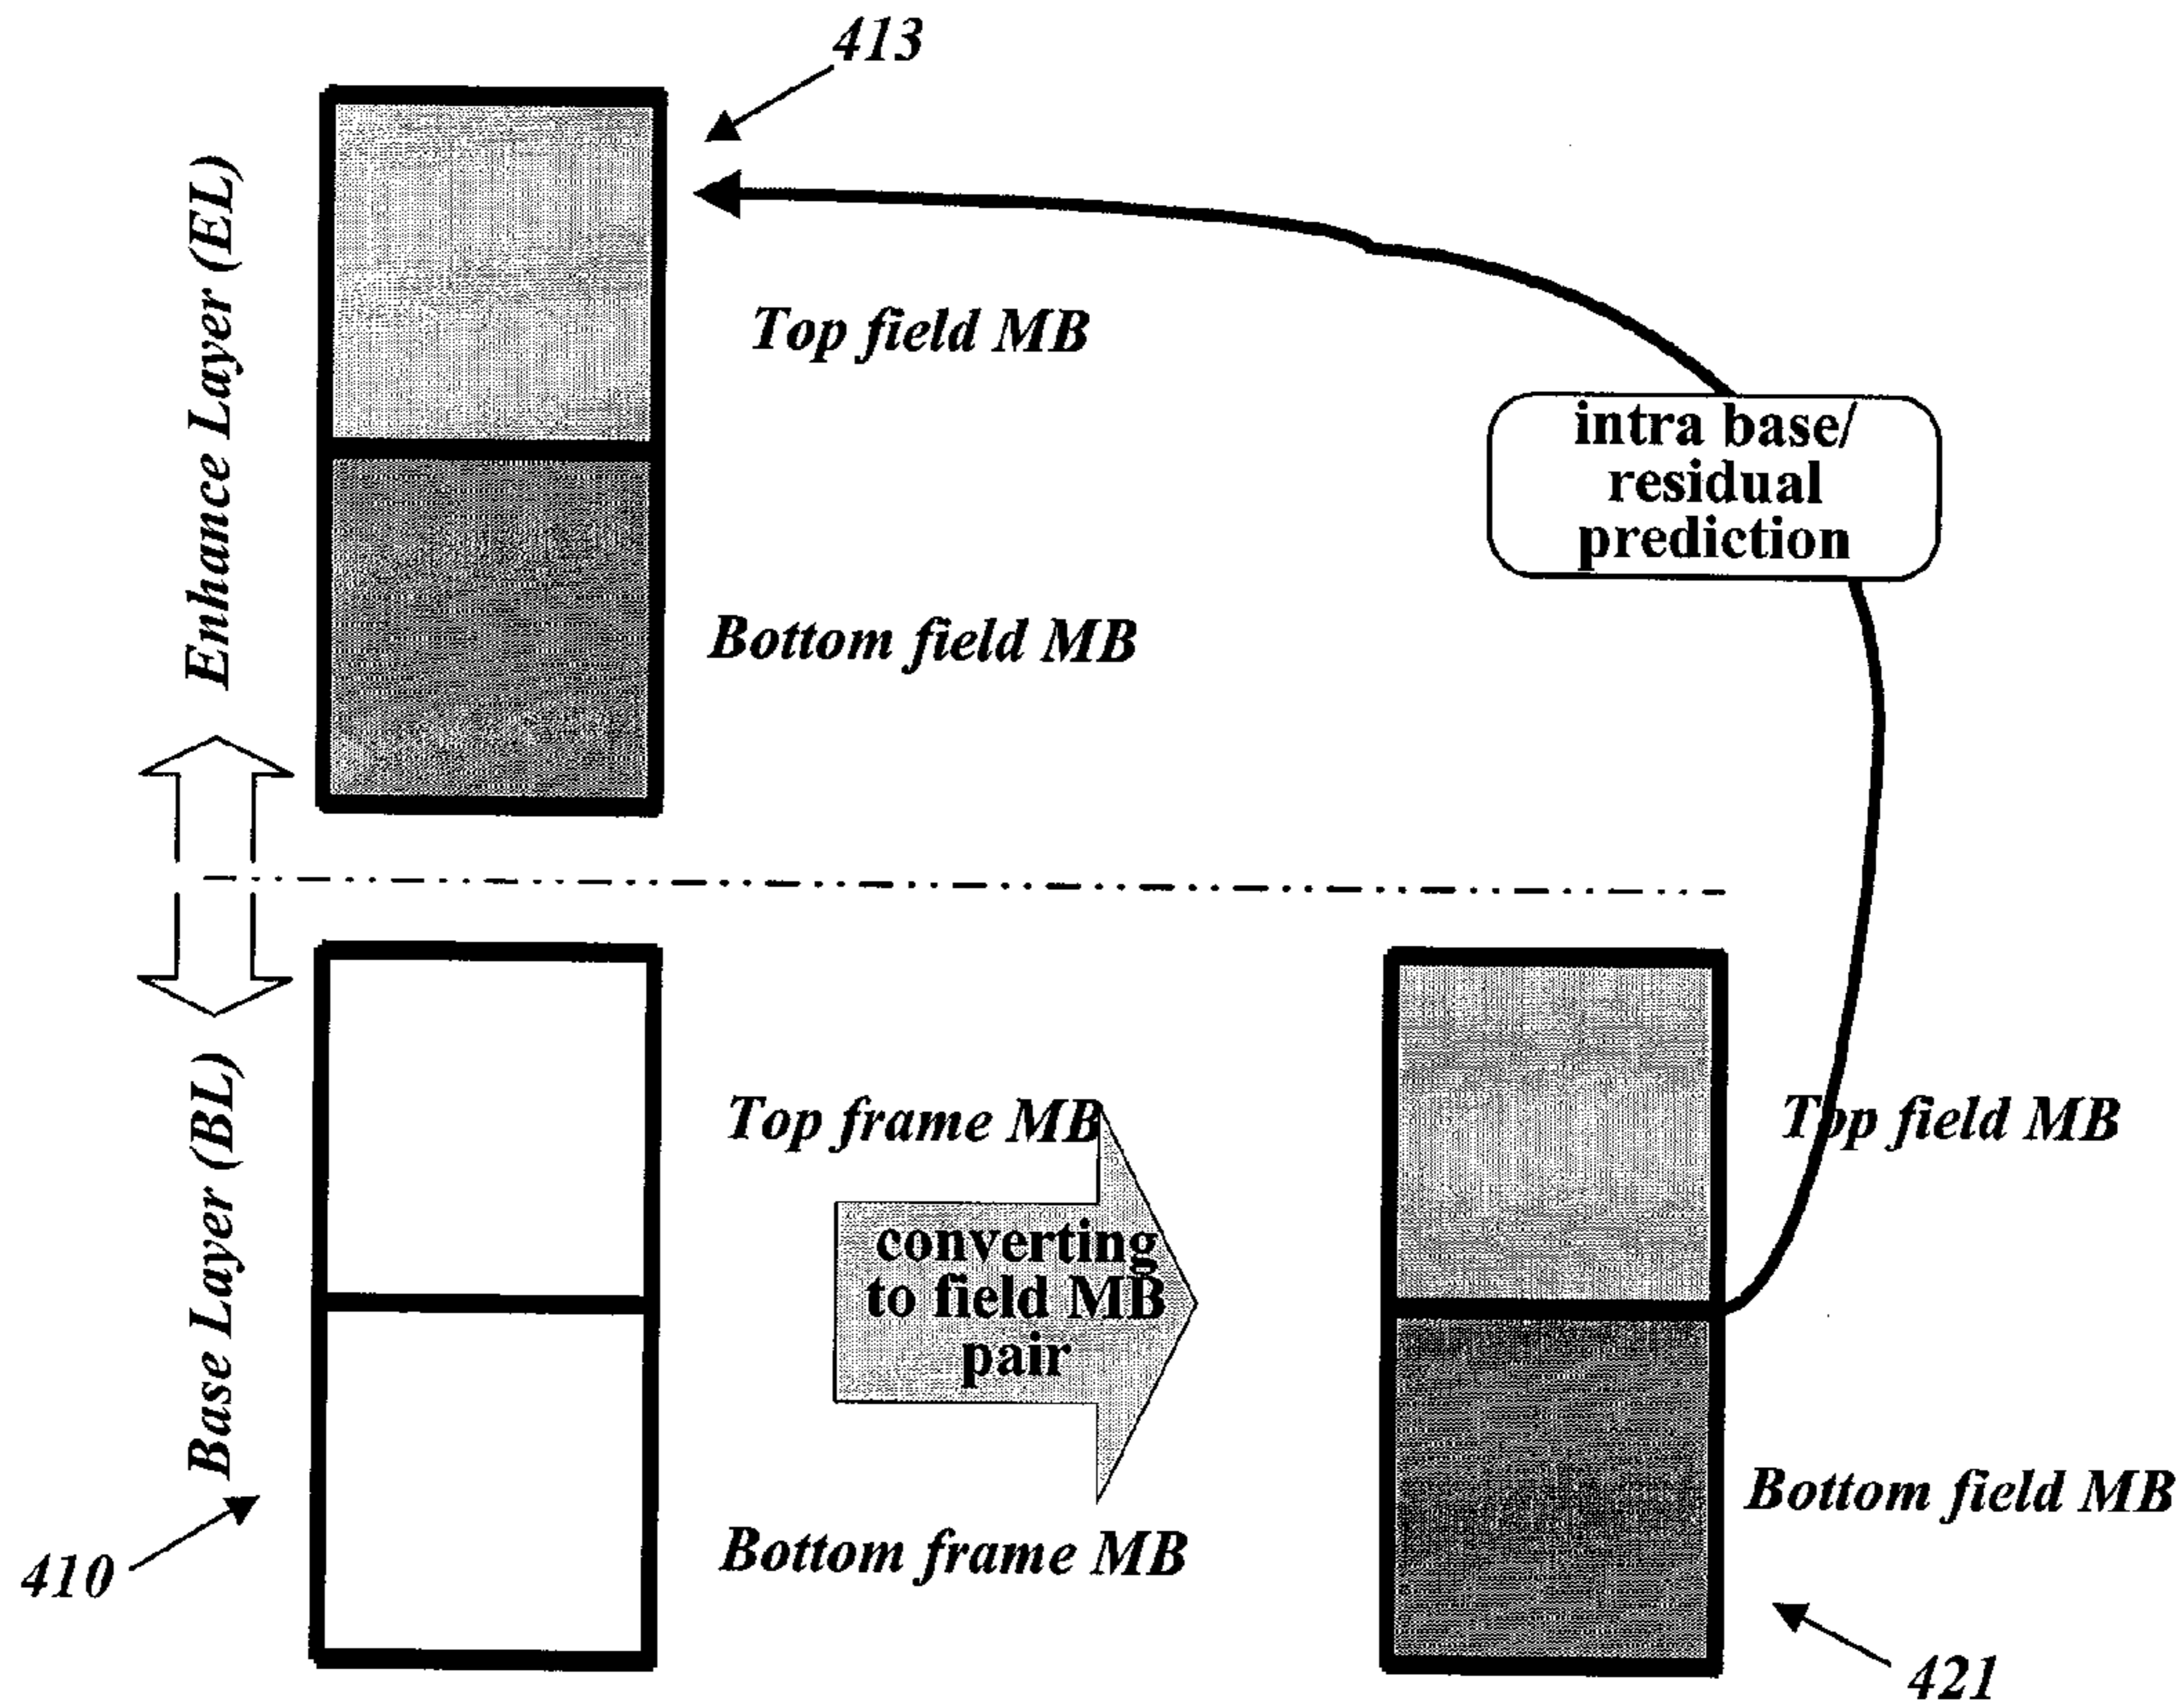 413
Enhance Layer (EL)
Top field MB
intra base/
residual
prediction
Bottom field MB
Base Layer (BL)
Top frame MB
Top field MB
converting
to field MB
pair
Bottom field MB
Bottom frame MB
410
421